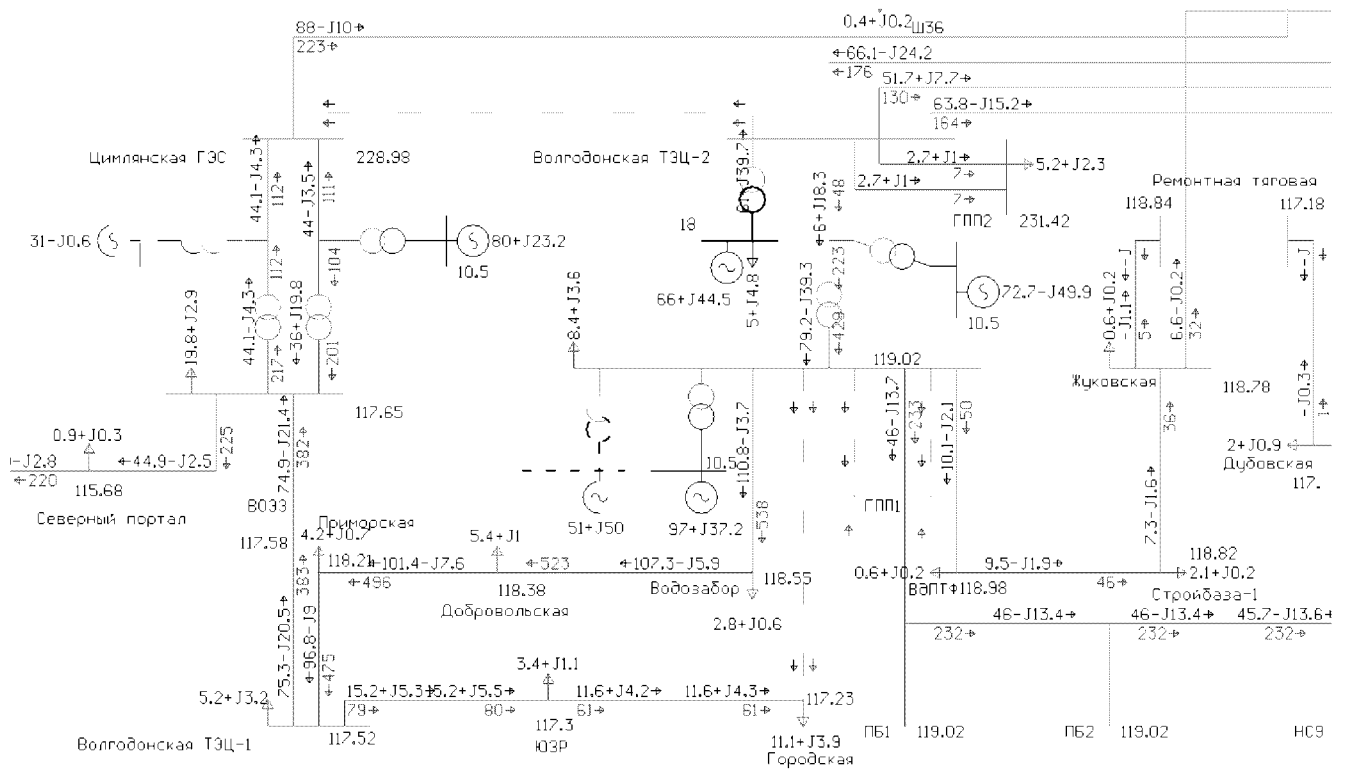 88-J10
223
0.4+J0.2
Ш36
66.1-J24.2
176
51.7+J7.7
130
63.8-J15.2
164
Цимлянская ГЭС
228.98
Волгодонская ТЭЦ-2
2.7+J1
7
5.2+J2.3
2.7+J1
7
ГПП2
231.42
Ремонтная тяговая
118.84
117.18
44.1-J4.3
112
44-J3.5
111
31-J0.6
80+J23.2
10.5
18
66+J44.5
5+J4.8
6+J18.3
48
223
72.7-J49.9
10.5
112
104
44.1-J4.3
217
36+J19.8
201
19.8+J2.9
8.4+J3.6
79.2-J39.3
429
119.02
0.6+J0.2
-J1.1
-J
5
6.6-J0.2
32
-J
-J0.3
Жуковская
118.78
117.65
0.9+J0.3
44.9-J2.5
225
-J2.8
220
115.68
Северный портал
74.9-J21.4
382
ВОЭЗ
117.58
10.5
51+J50
97+J37.2
110.8-J3.7
538
46-J13.7
233
10.1-J2.1
50
ГПП1
36
7.3-J1.6
2+J0.9
Дубовская
117.
Приморская
4.2+J0.7
118.21
101.4-J7.6
496
5.4+J1
523
107.3-J5.9
118.38
Добровольская
Водозабор
118.55
2.8+J0.6
0.6+J0.2
ВдПТФ
118.98
9.5-J1.9
46
118.82
2.1+J0.2
Стройбаза-1
46-J13.4
232
46-J13.4
232
45.7-J13.6
232
75.3-J20.5
383
96.8-J9
475
5.2+J3.2
Волгодонская ТЭЦ-1
117.52
15.2+J5.3
79
5.2+J5.5
80
3.4+J1.1
117.3
ЮЗР
11.6+J4.2
61
11.6+J4.3
61
117.23
11.1+J3.9
Городская
ПБ1
119.02
ПБ2
119.02
НС9